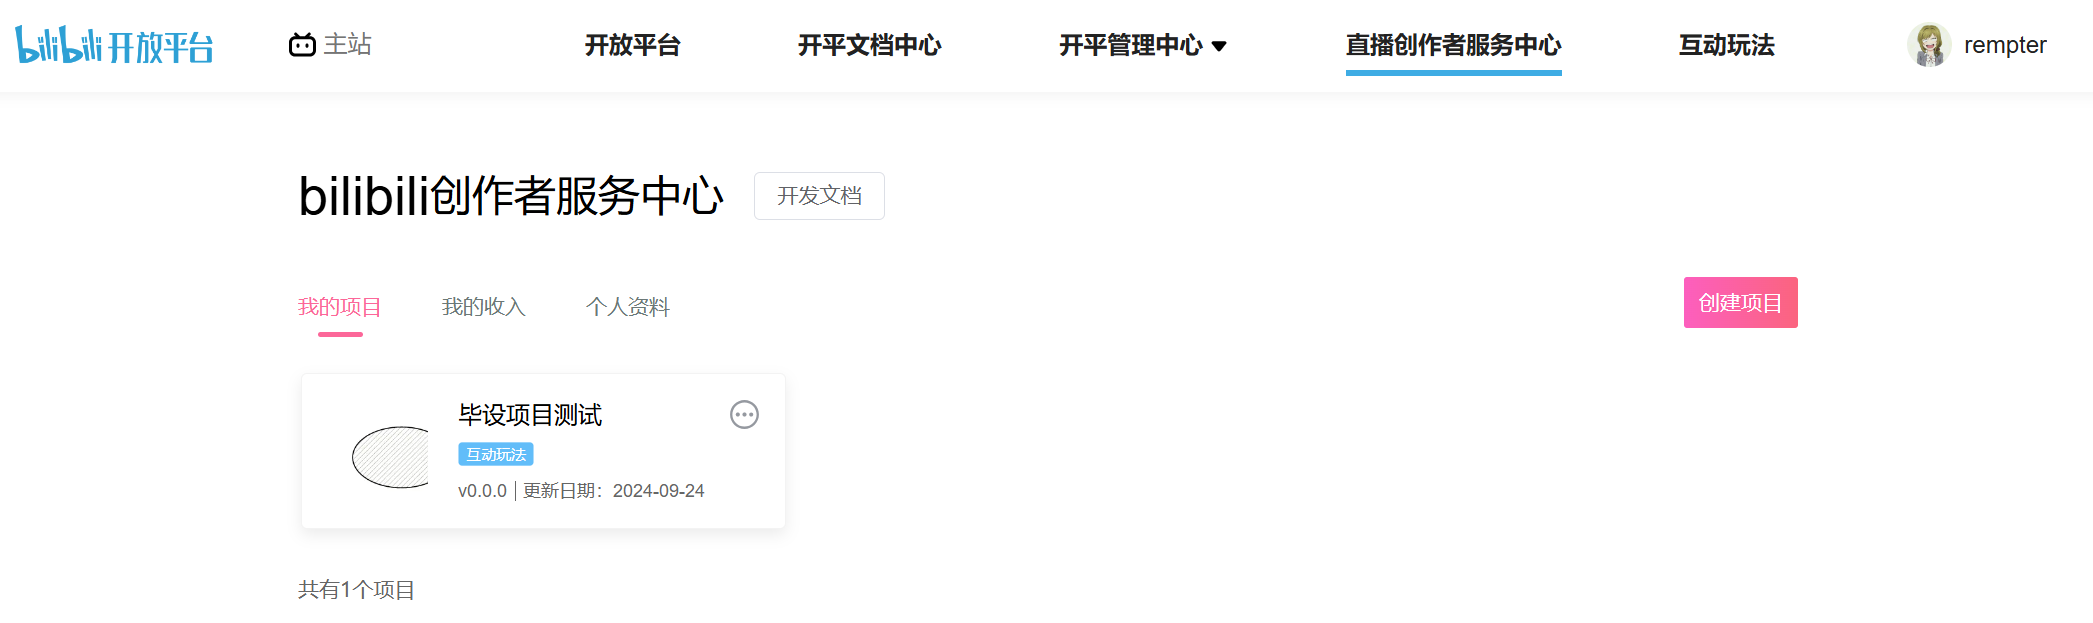 bilibili 开放平台
主站
开放平台
开平文档中心
开平管理中心
直播创作者服务中心
互动玩法
rempter
bilibili创作者服务中心
开发文档
我的项目
我的收入
个人资料
创建项目
毕设项目测试
互动玩法
v0.0.0 | 更新日期：2024-09-24
共有1个项目